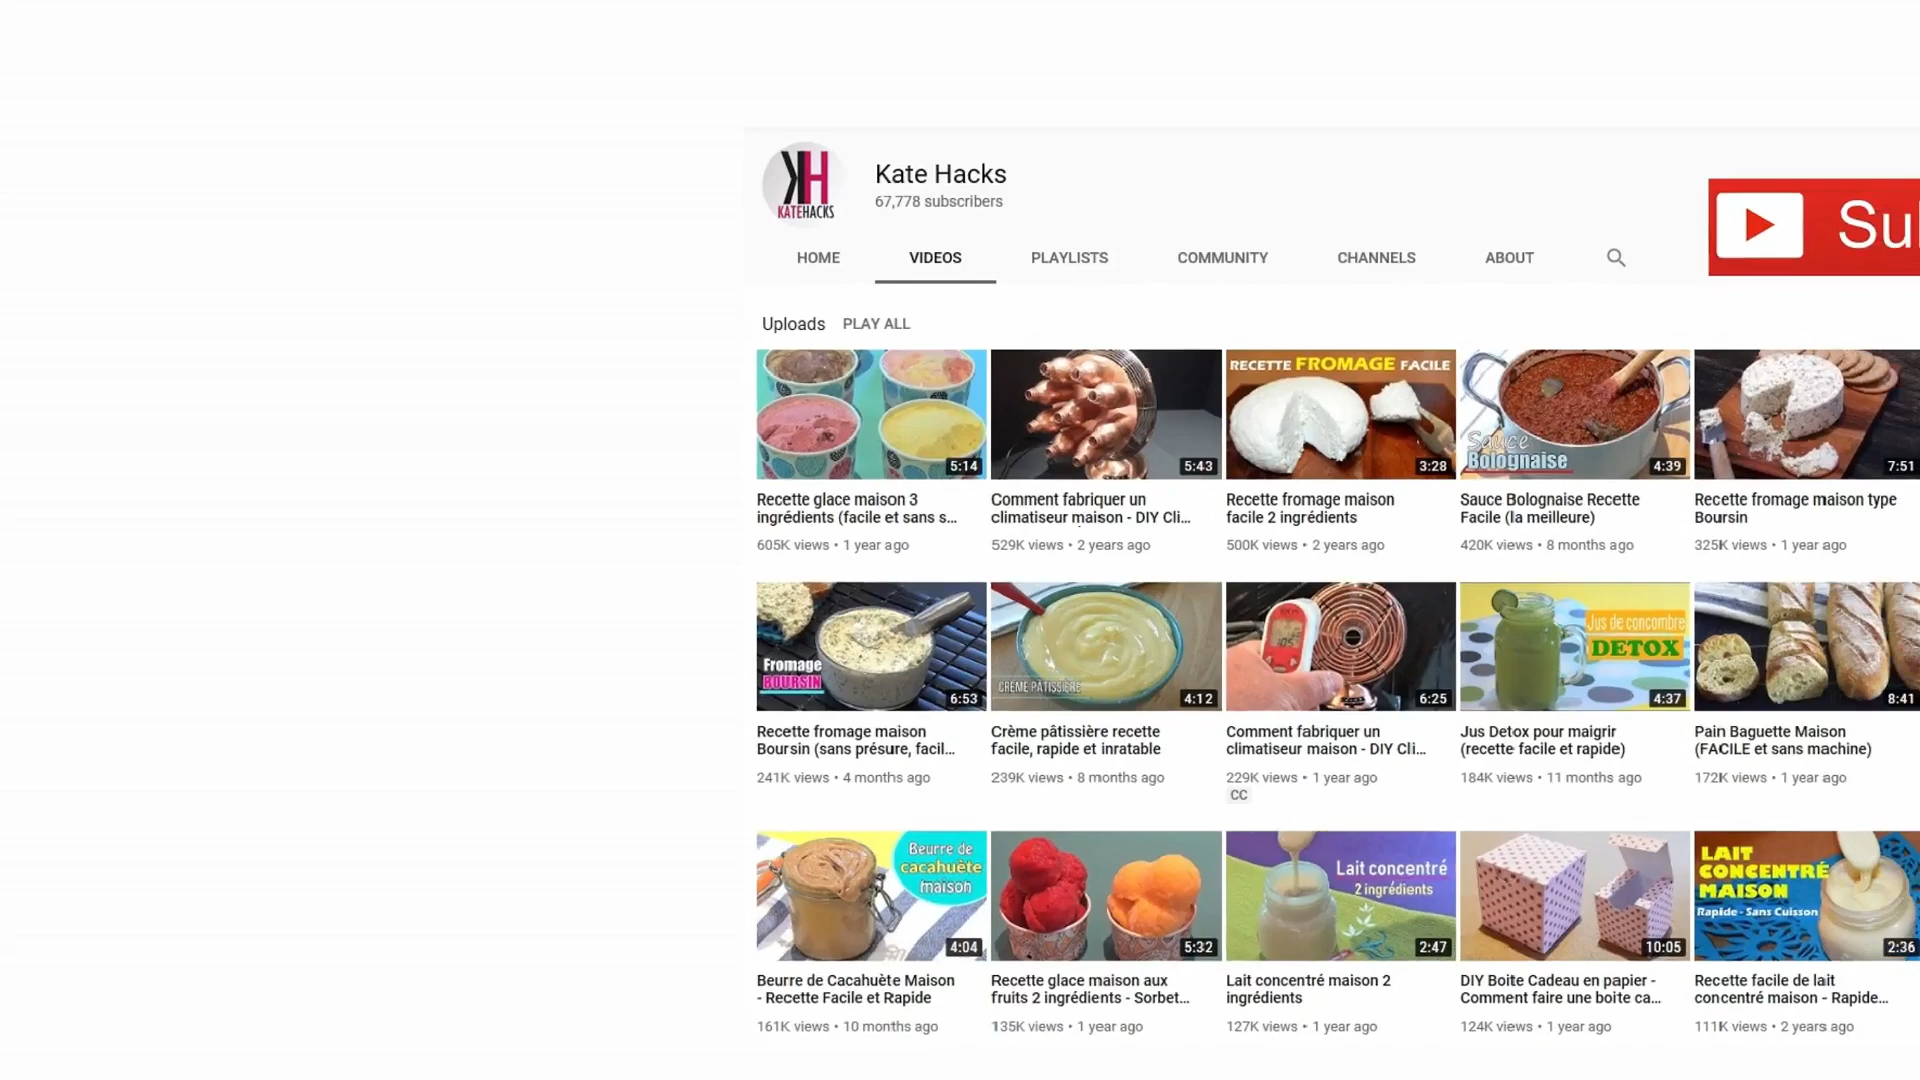 KH
KATEHACKS
Kate Hacks
67,778 subscribers
Su
HOME
VIDEOS
PLAYLISTS
COMMUNITY
CHANNELS
ABOUT
Uploads
PLAY ALL
5:14
5:43
RECETTE FROMAGE FACILE
3:28
Sauce
Bolognaise
4:39
7:51
Recette glace maison 3
ingrédients (facile et sans s...
605K views • 1 year ago
Comment fabriquer un
climatiseur maison - DIY Cli...
529K views • 2 years ago
Recette fromage maison
facile 2 ingrédients
500K views • 2 years ago
Sauce Bolognaise Recette
Facile (la meilleure)
420K views • 8 months ago
Recette fromage maison type
Boursin
325K views • 1 year ago
Fromage
BOURSIN
6:53
CRÈME PÂTISSIÈRE
4:12
6:25
Jus de concombre
DETOX
4:37
8:41
Recette fromage maison
Boursin (sans présure, facil...
241K views • 4 months ago
Crème pâtissière recette
facile, rapide et inratable
239K views • 8 months ago
Comment fabriquer un
climatiseur maison - DIY Cli...
229K views • 1 year ago
CC
Jus Detox pour maigrir
(recette facile et rapide)
184K views • 11 months ago
Pain Baguette Maison
(FACILE et sans machine)
172K views • 1 year ago
Beurre de
cacahuète
maison
4:04
5:32
Lait concentré
2 ingrédients
2:47
10:05
LAIT
CONCENTRÉ
MAISON
Rapide - Sans Cuisson
2:36
Beurre de Cacahuète Maison
- Recette Facile et Rapide
161K views • 10 months ago
Recette glace maison aux
fruits 2 ingrédients - Sorbet...
135K views • 1 year ago
Lait concentré maison 2
ingrédients
127K views • 1 year ago
DIY Boite Cadeau en papier -
Comment faire une boite ca...
124K views • 1 year ago
Recette facile de lait
concentré maison - Rapide...
111K views • 2 years ago